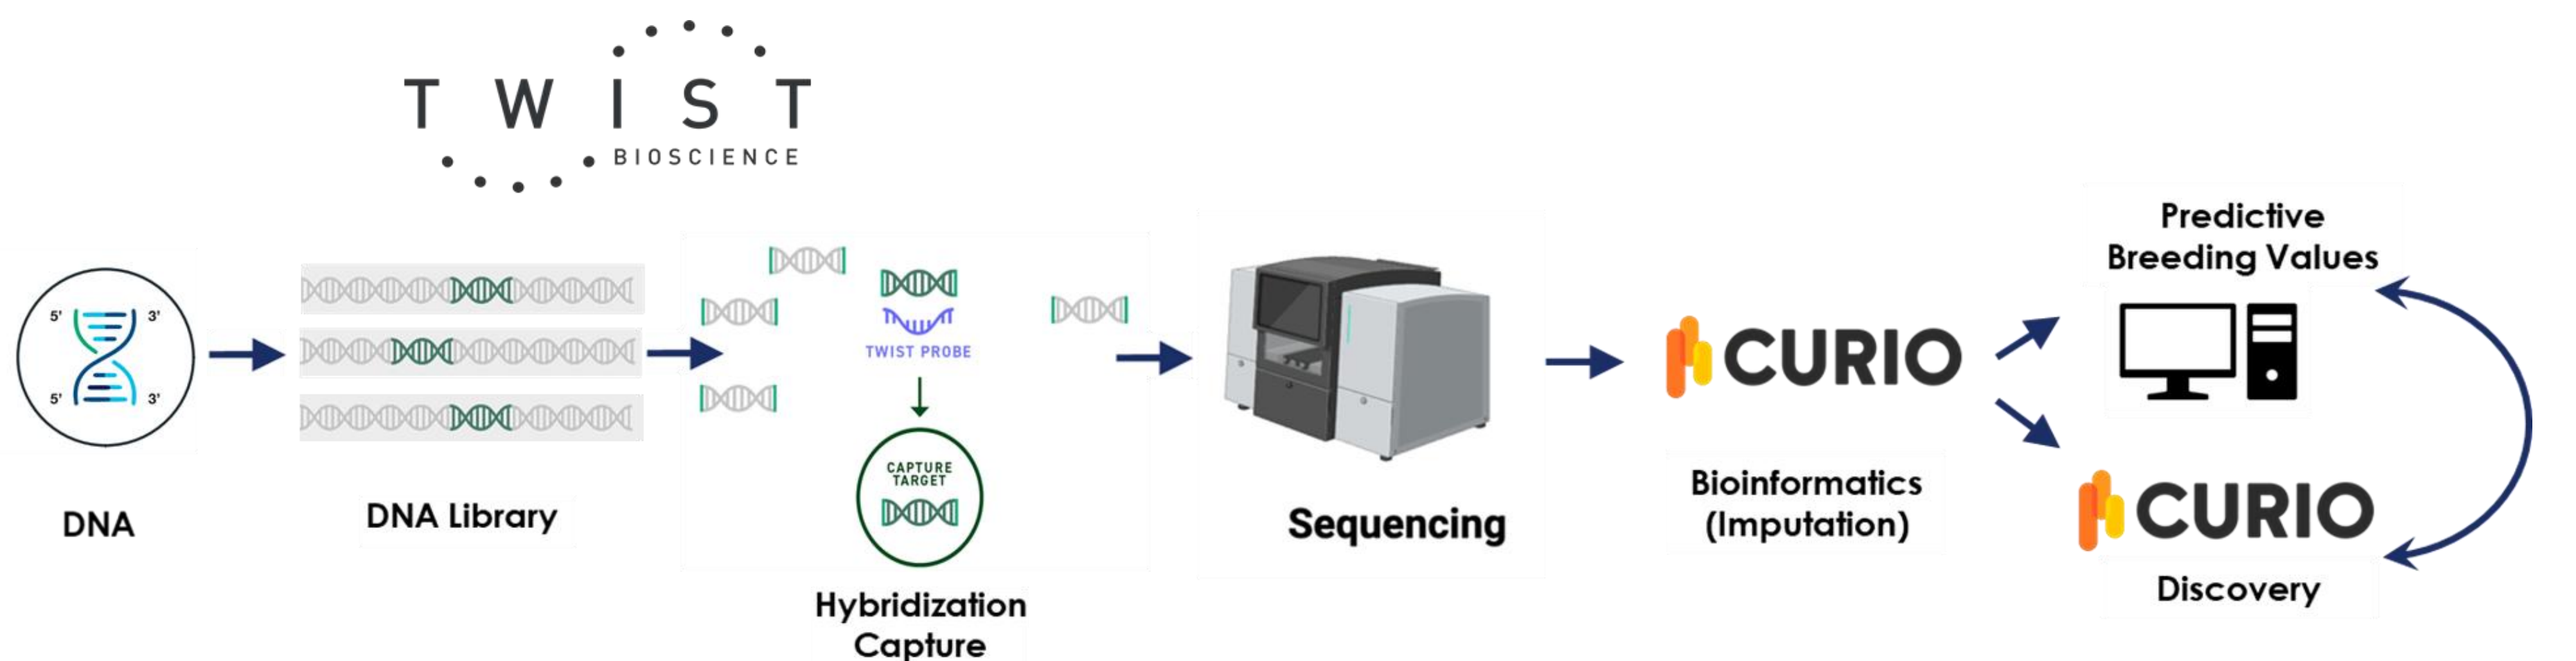 TWIST
BIOSCIENCE
5' 3'
5' 3'
DNA
DNA Library
TWIST PROBE
CAPTURE
TARGET
Hybridization
Capture
Sequencing
CURIO
Bioinformatics
(Imputation)
Predictive
Breeding Values
CURIO
Discovery